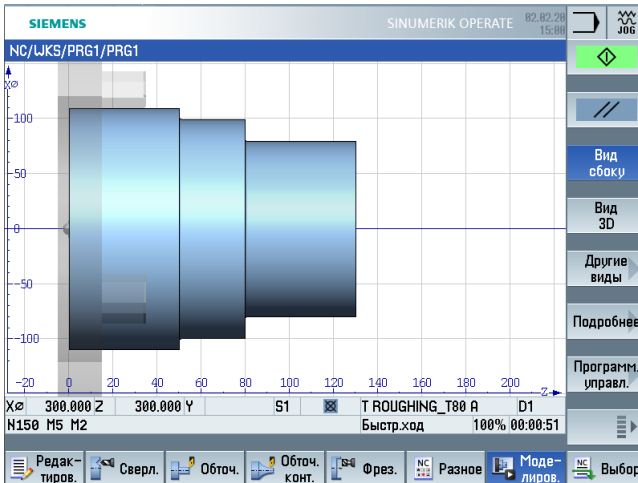 SIEMENS
SINUMERIK OPERATE
02.02.20
15:00
JOG
NC/WKS/PRG1/PRG1
XØ
100
50
0
-50
-100
-20 0 20 40 60 80 100 120 140 160 180 200 Z
Вид
сбоку
Вид
3D
Другие
виды
Подробнее
Программ.
управл.
XØ 300.000 Z 300.000 Y S1 T ROUGHING_T80 A D1
N150 M5 M2 Быстр.ход 100% 00:00:51
Редак-
тиров.
Сверл.
Обточ.
Обточ.
конт.
Фрез.
NC
Разное
Моде-
лиров.
NC
Выбор